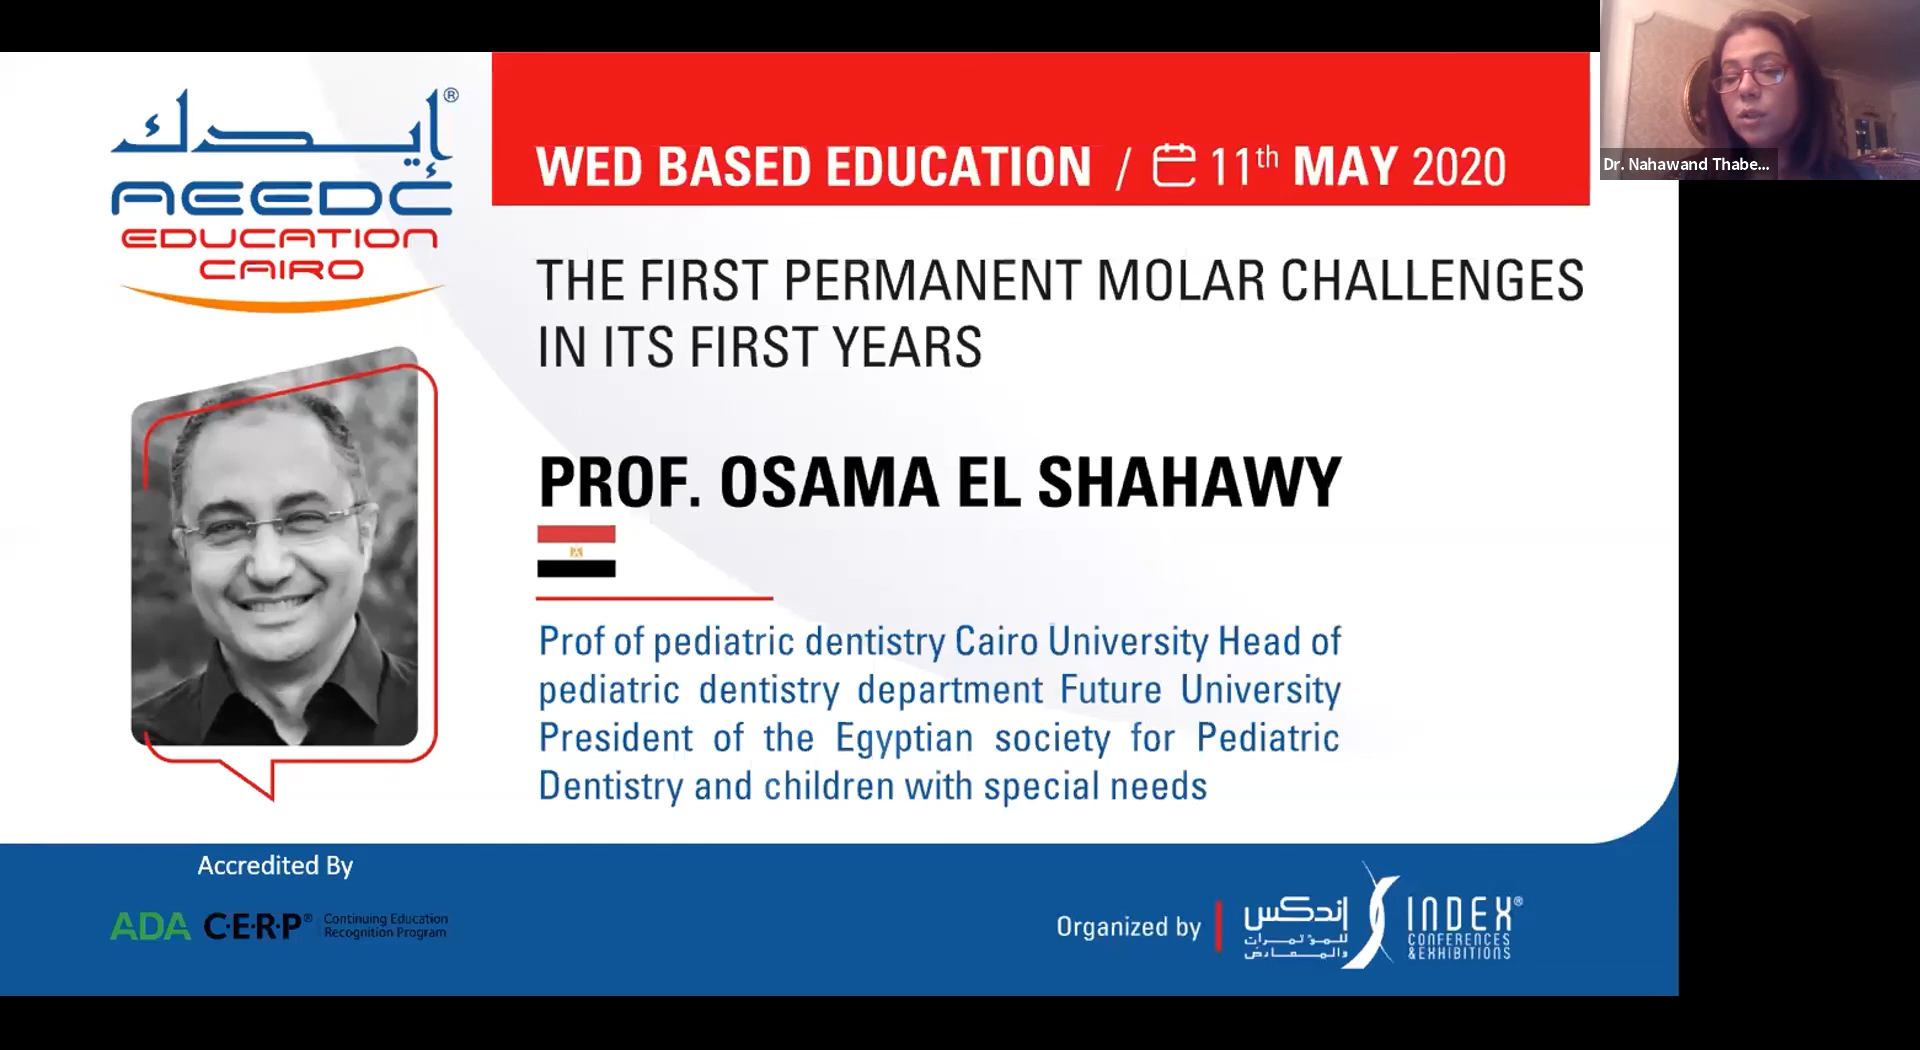 إيدك®
AEEDC
EDUCATION
CAIRO
WED BASED EDUCATION / 11th MAY 2020
Dr. Nahawand Thabe...
THE FIRST PERMANENT MOLAR CHALLENGES
IN ITS FIRST YEARS
PROF. OSAMA EL SHAHAWY
Prof of pediatric dentistry Cairo University Head of
pediatric dentistry department Future University
President of the Egyptian society for Pediatric
Dentistry and children with special needs
Accredited By
ADA C·E·R·P® Continuing Education
Recognition Program
Organized by
إندكس
للمؤتمرات
والمعارض
INDEX®
CONFERENCES
&EXHIBITIONS